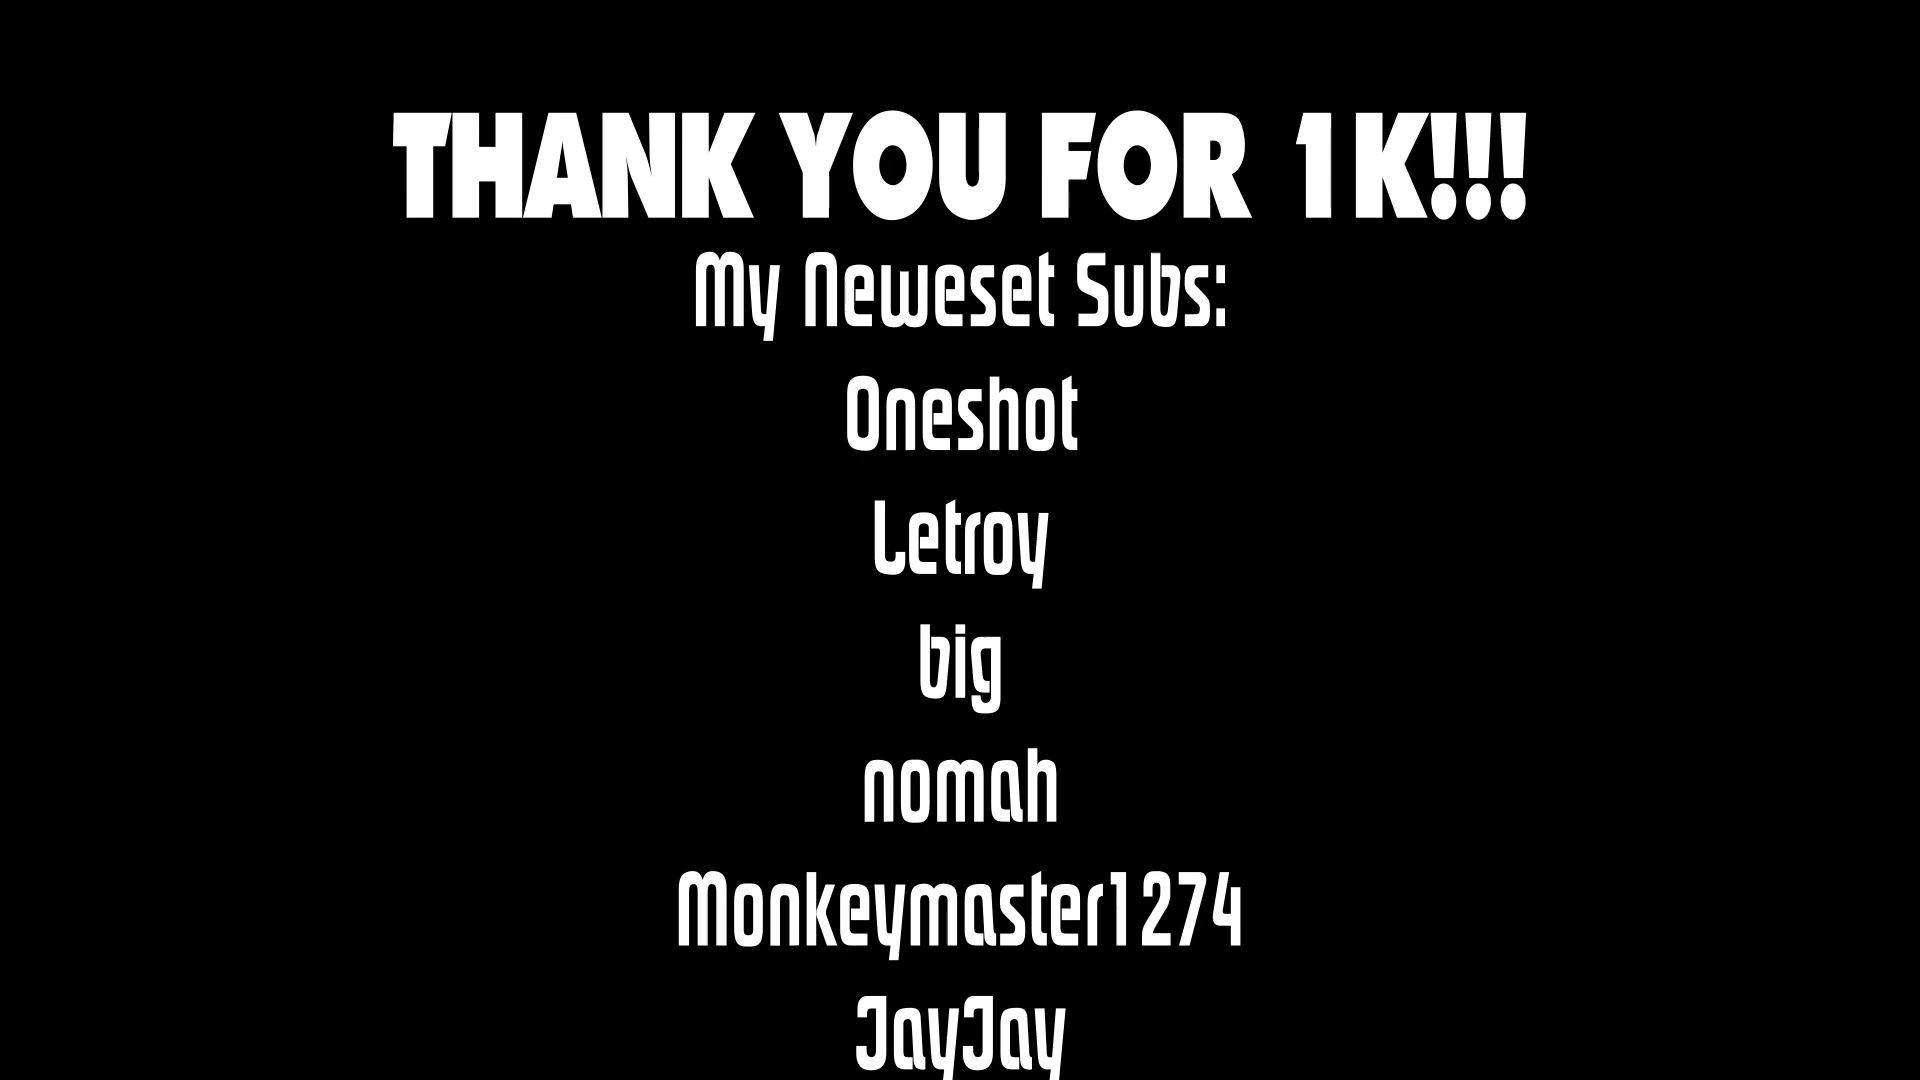 THANK YOU FOR 1K!!!
My Neweset Subs:
Oneshot
Letroy
big
nomah
Monkeymaster1274
JayJay